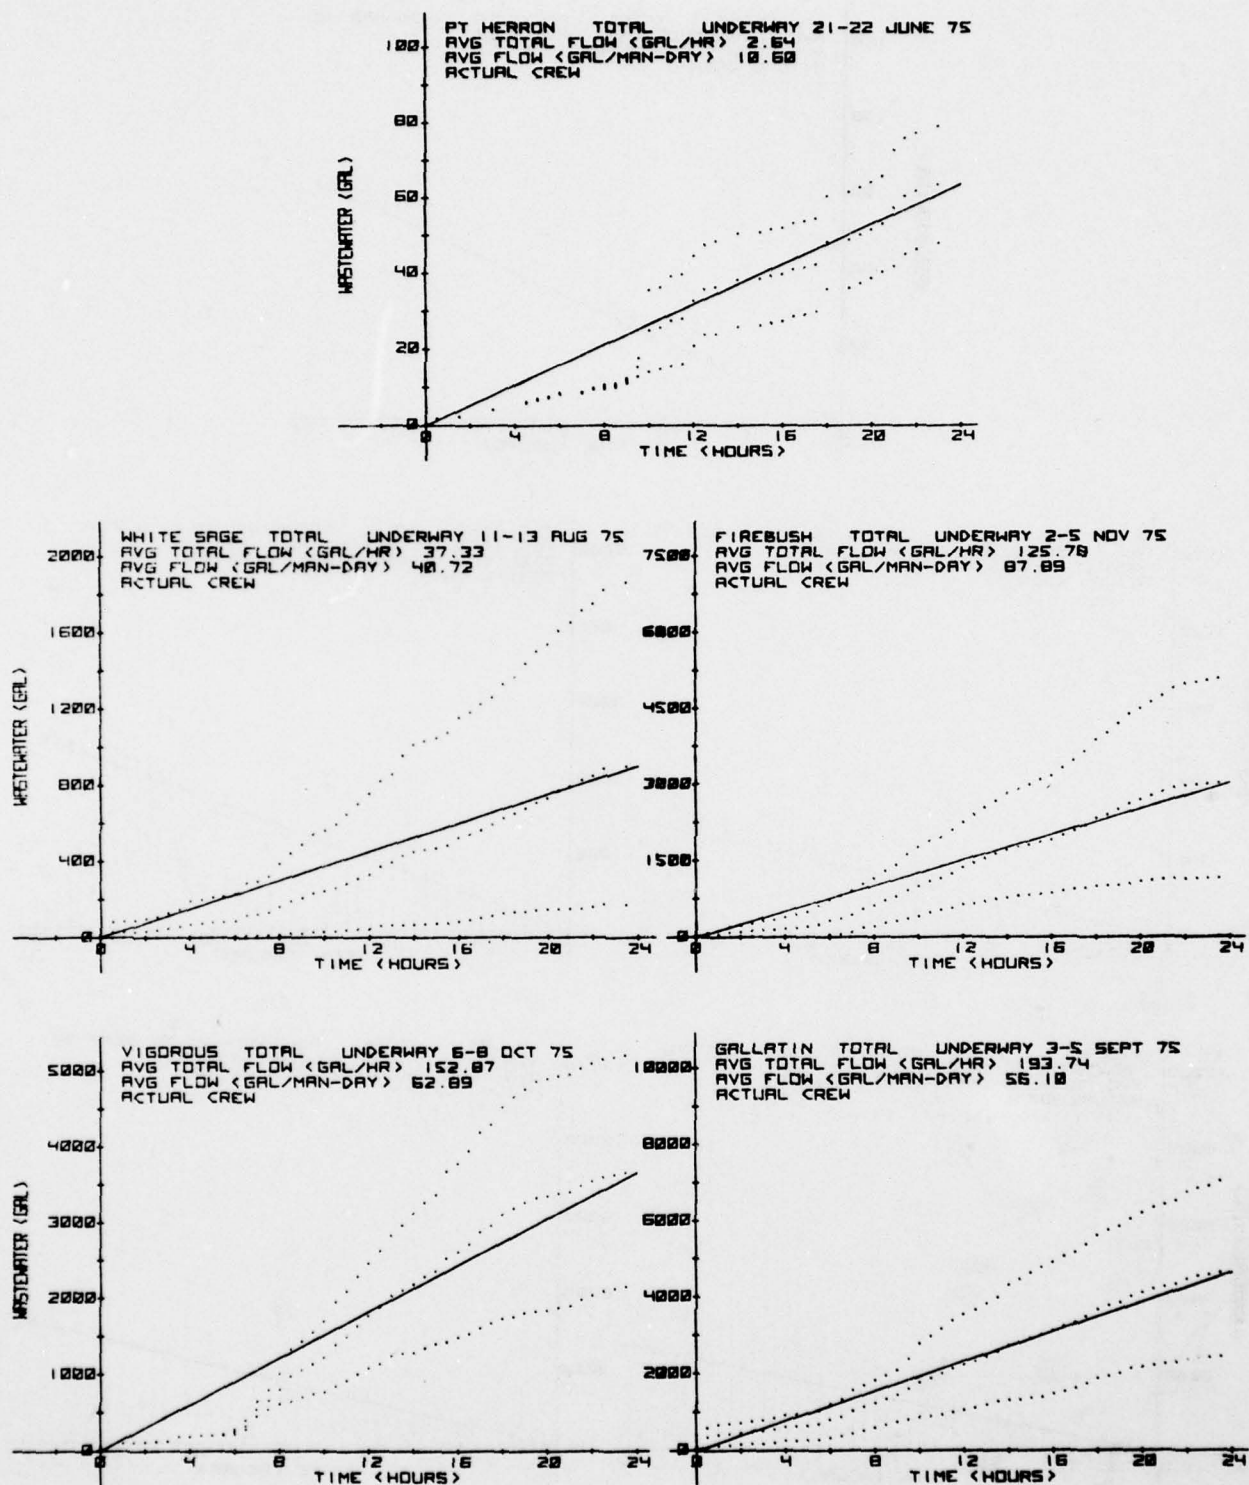 PT HERRON TOTAL UNDERWAY 21-22 JUNE 75
AVG TOTAL FLOW <GAL/HR> 2.64
AVG FLOW <GAL/MAN-DAY> 10.60
ACTUAL CREW
100
80
60
40
20
0
WASTEWATER <GAL>
0 4 8 12 16 20 24
TIME <HOURS>
WHITE SAGE TOTAL UNDERWAY 11-13 AUG 75
AVG TOTAL FLOW <GAL/HR> 37.33
AVG FLOW <GAL/MAN-DAY> 40.72
ACTUAL CREW
2000
1600
1200
800
400
0
WASTEWATER <GAL>
0 4 8 12 16 20 24
TIME <HOURS>
FIREBUSH TOTAL UNDERWAY 2-5 NOV 75
AVG TOTAL FLOW <GAL/HR> 125.78
AVG FLOW <GAL/MAN-DAY> 87.89
ACTUAL CREW
7500
6000
4500
3000
1500
0
0 4 8 12 16 20 24
TIME <HOURS>
VIGOROUS TOTAL UNDERWAY 6-8 OCT 75
AVG TOTAL FLOW <GAL/HR> 152.87
AVG FLOW <GAL/MAN-DAY> 62.89
ACTUAL CREW
5000
4000
3000
2000
1000
0
WASTEWATER <GAL>
0 4 8 12 16 20 24
TIME <HOURS>
GALLATIN TOTAL UNDERWAY 3-5 SEPT 75
AVG TOTAL FLOW <GAL/HR> 193.74
AVG FLOW <GAL/MAN-DAY> 56.10
ACTUAL CREW
10000
8000
6000
4000
2000
0
0 4 8 12 16 20 24
TIME <HOURS>